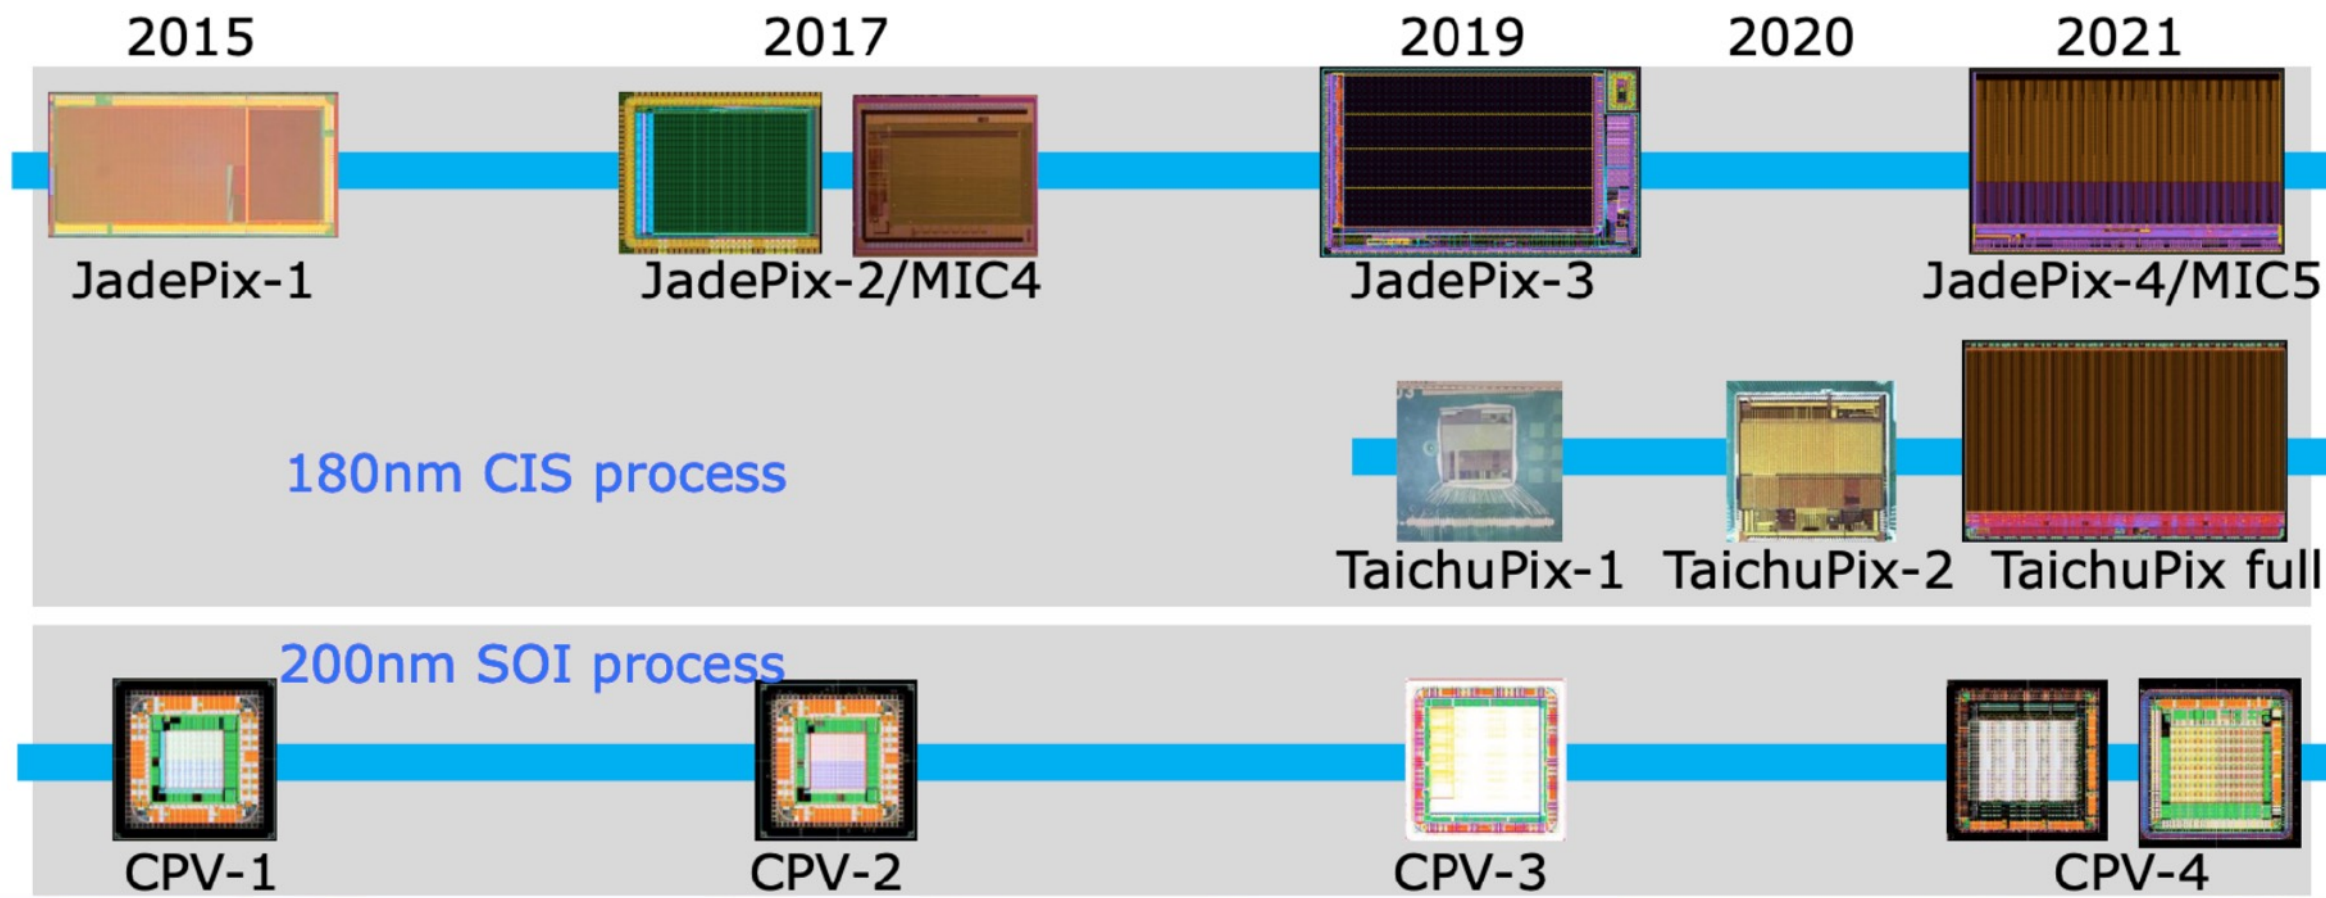 2015 2017 2019 2020 2021
JadePix-1 JadePix-2/MIC4 JadePix-3 JadePix-4/MIC5
180nm CIS process
TaichuPix-1 TaichuPix-2 TaichuPix full
200nm SOI process
CPV-1 CPV-2 CPV-3 CPV-4